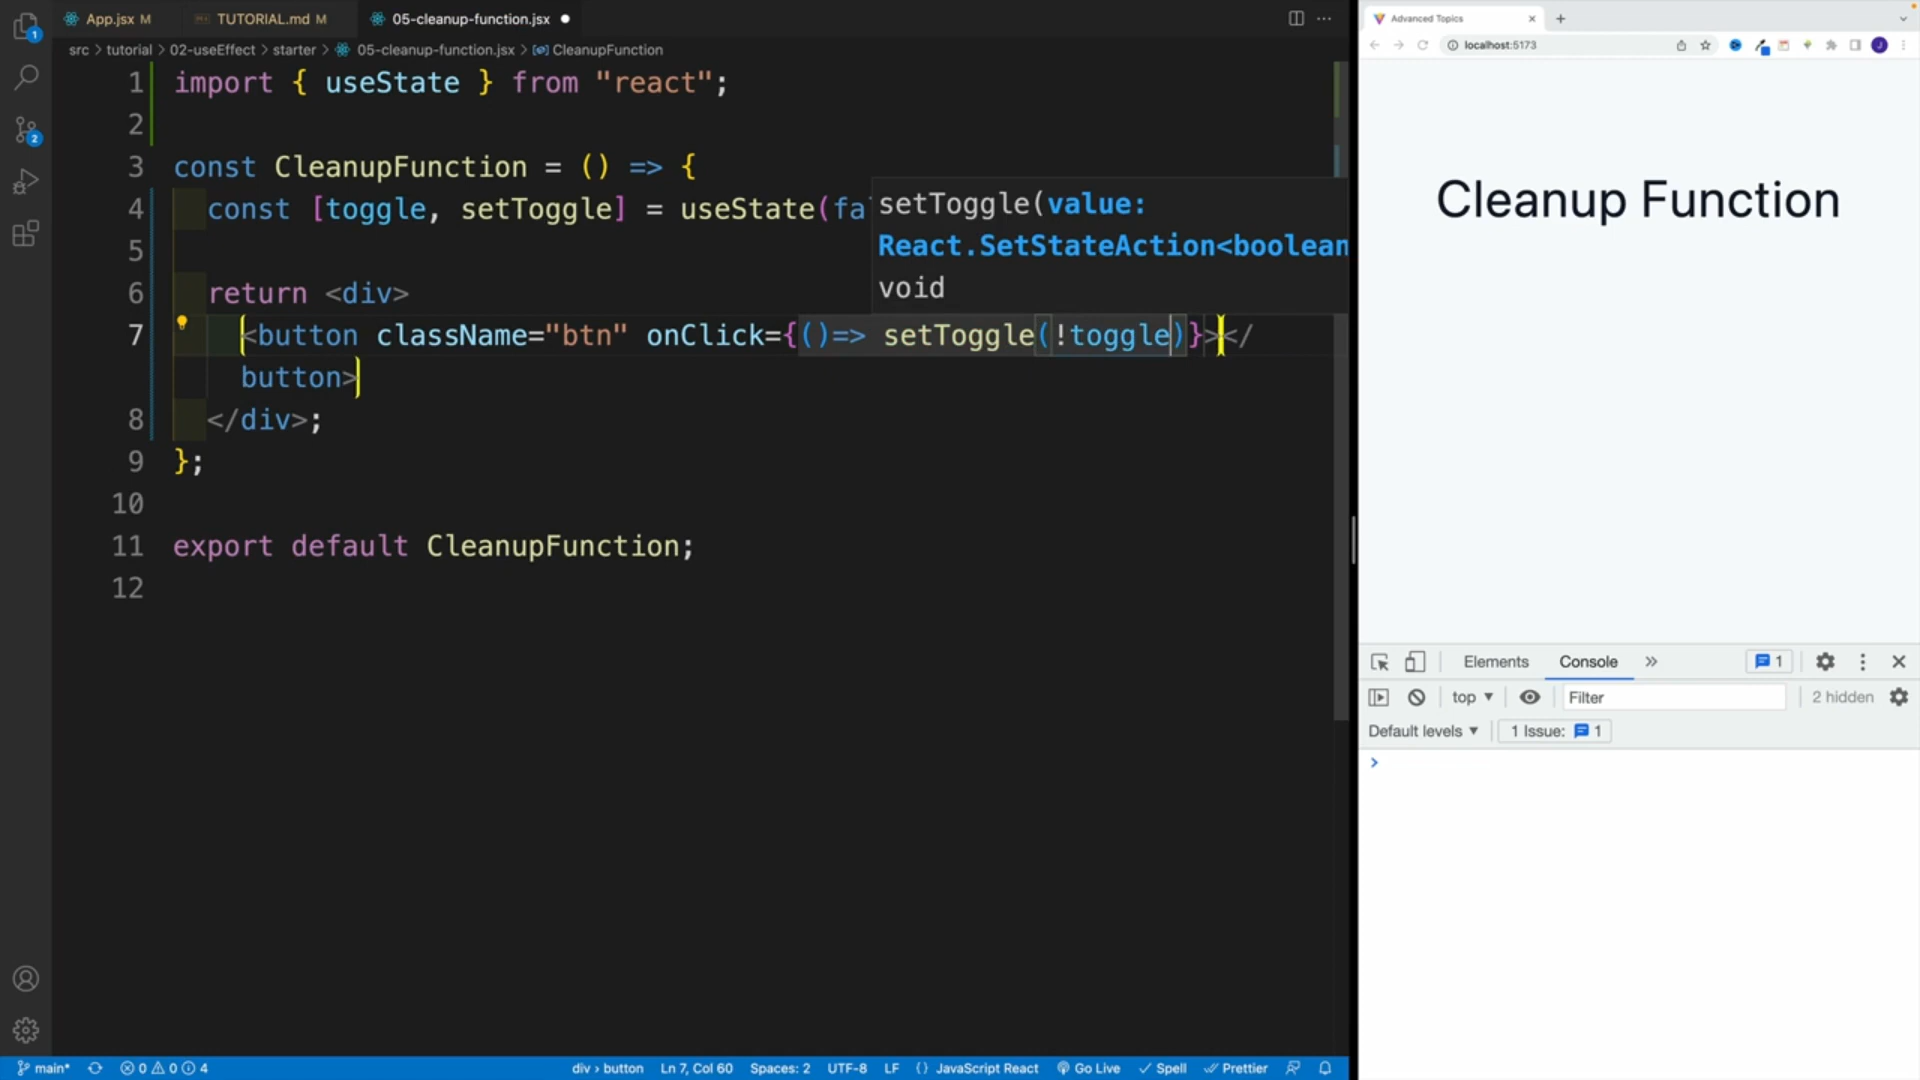 App.jsx M
TUTORIAL.md M
05-cleanup-function.jsx
src > tutorial > 02-useEffect > starter > 05-cleanup-function.jsx > CleanupFunction
1 import { useState } from "react";
2
3 const CleanupFunction = () => {
4 const [toggle, setToggle] = useState(fa
setToggle(value:
5 React.SetStateAction<boolean
6 return <div>
void
7 <button className="btn" onClick={()=> setToggle(!toggle)}></
button>
8 </div>;
9 };
10
11 export default CleanupFunction;
12
1
2
main*
0 0 4
div > button
Ln 7, Col 60
Spaces: 2
UTF-8
LF
{} JavaScript React
Go Live
Spell
Prettier
Advanced Topics
localhost:5173
J
Cleanup Function
Elements
Console
1
top
Filter
2 hidden
Default levels
1 Issue: 1